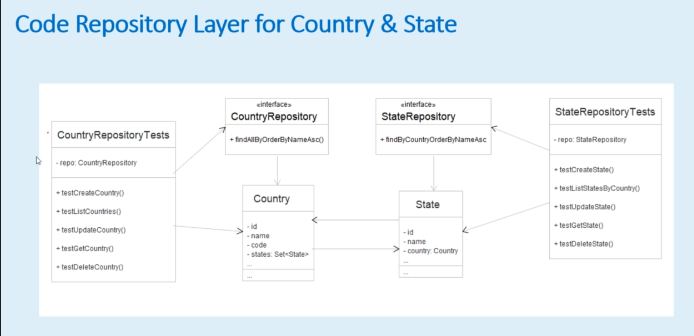 Code Repository Layer for Country & State
CountryRepositoryTests
- repo: CountryRepository
+ testCreateCountry()
+ testListCountries()
+ testUpdateCountry()
+ testGetCountry()
+ testDeleteCountry()
«interface»
CountryRepository
+ findAllByOrderByNameAsc()
Country
- id
- name
- code
- states: Set<State>
...
...
«interface»
StateRepository
+ findByCountryOrderByNameAsc
State
- id
- name
- country: Country
...
...
StateRepositoryTests
- repo: StateRepository
+ testCreateState()
+ testListStatesByCountry()
+ testUpdateState()
+ testGetState()
+ testDeleteState()